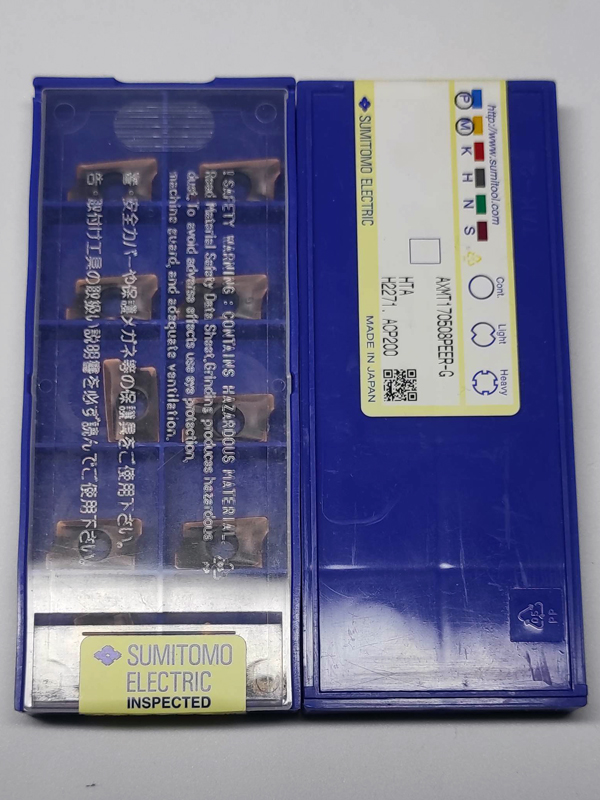 ! SAFETY WARNING : CONTAINS HAZARDOUS MATERIAL.
Read Material Safety Data Sheet. Grinding produces hazardous
dust. To avoid adverse effects use eye protection,
machine guard, and adequate ventilation.
警・安全カバーや保護メガネ等の保護具をご使用下さい。
告・取付け工具の取扱い説明書を必ず読んでご使用下さい。
SUMITOMO
ELECTRIC
INSPECTED
http://www.sumitool.com
P M K H N S
Cont. Light Heavy
AXMT170508PEER-G
HTA
H2271. ACP200
SUMITOMO ELECTRIC
MADE IN JAPAN
05
PP